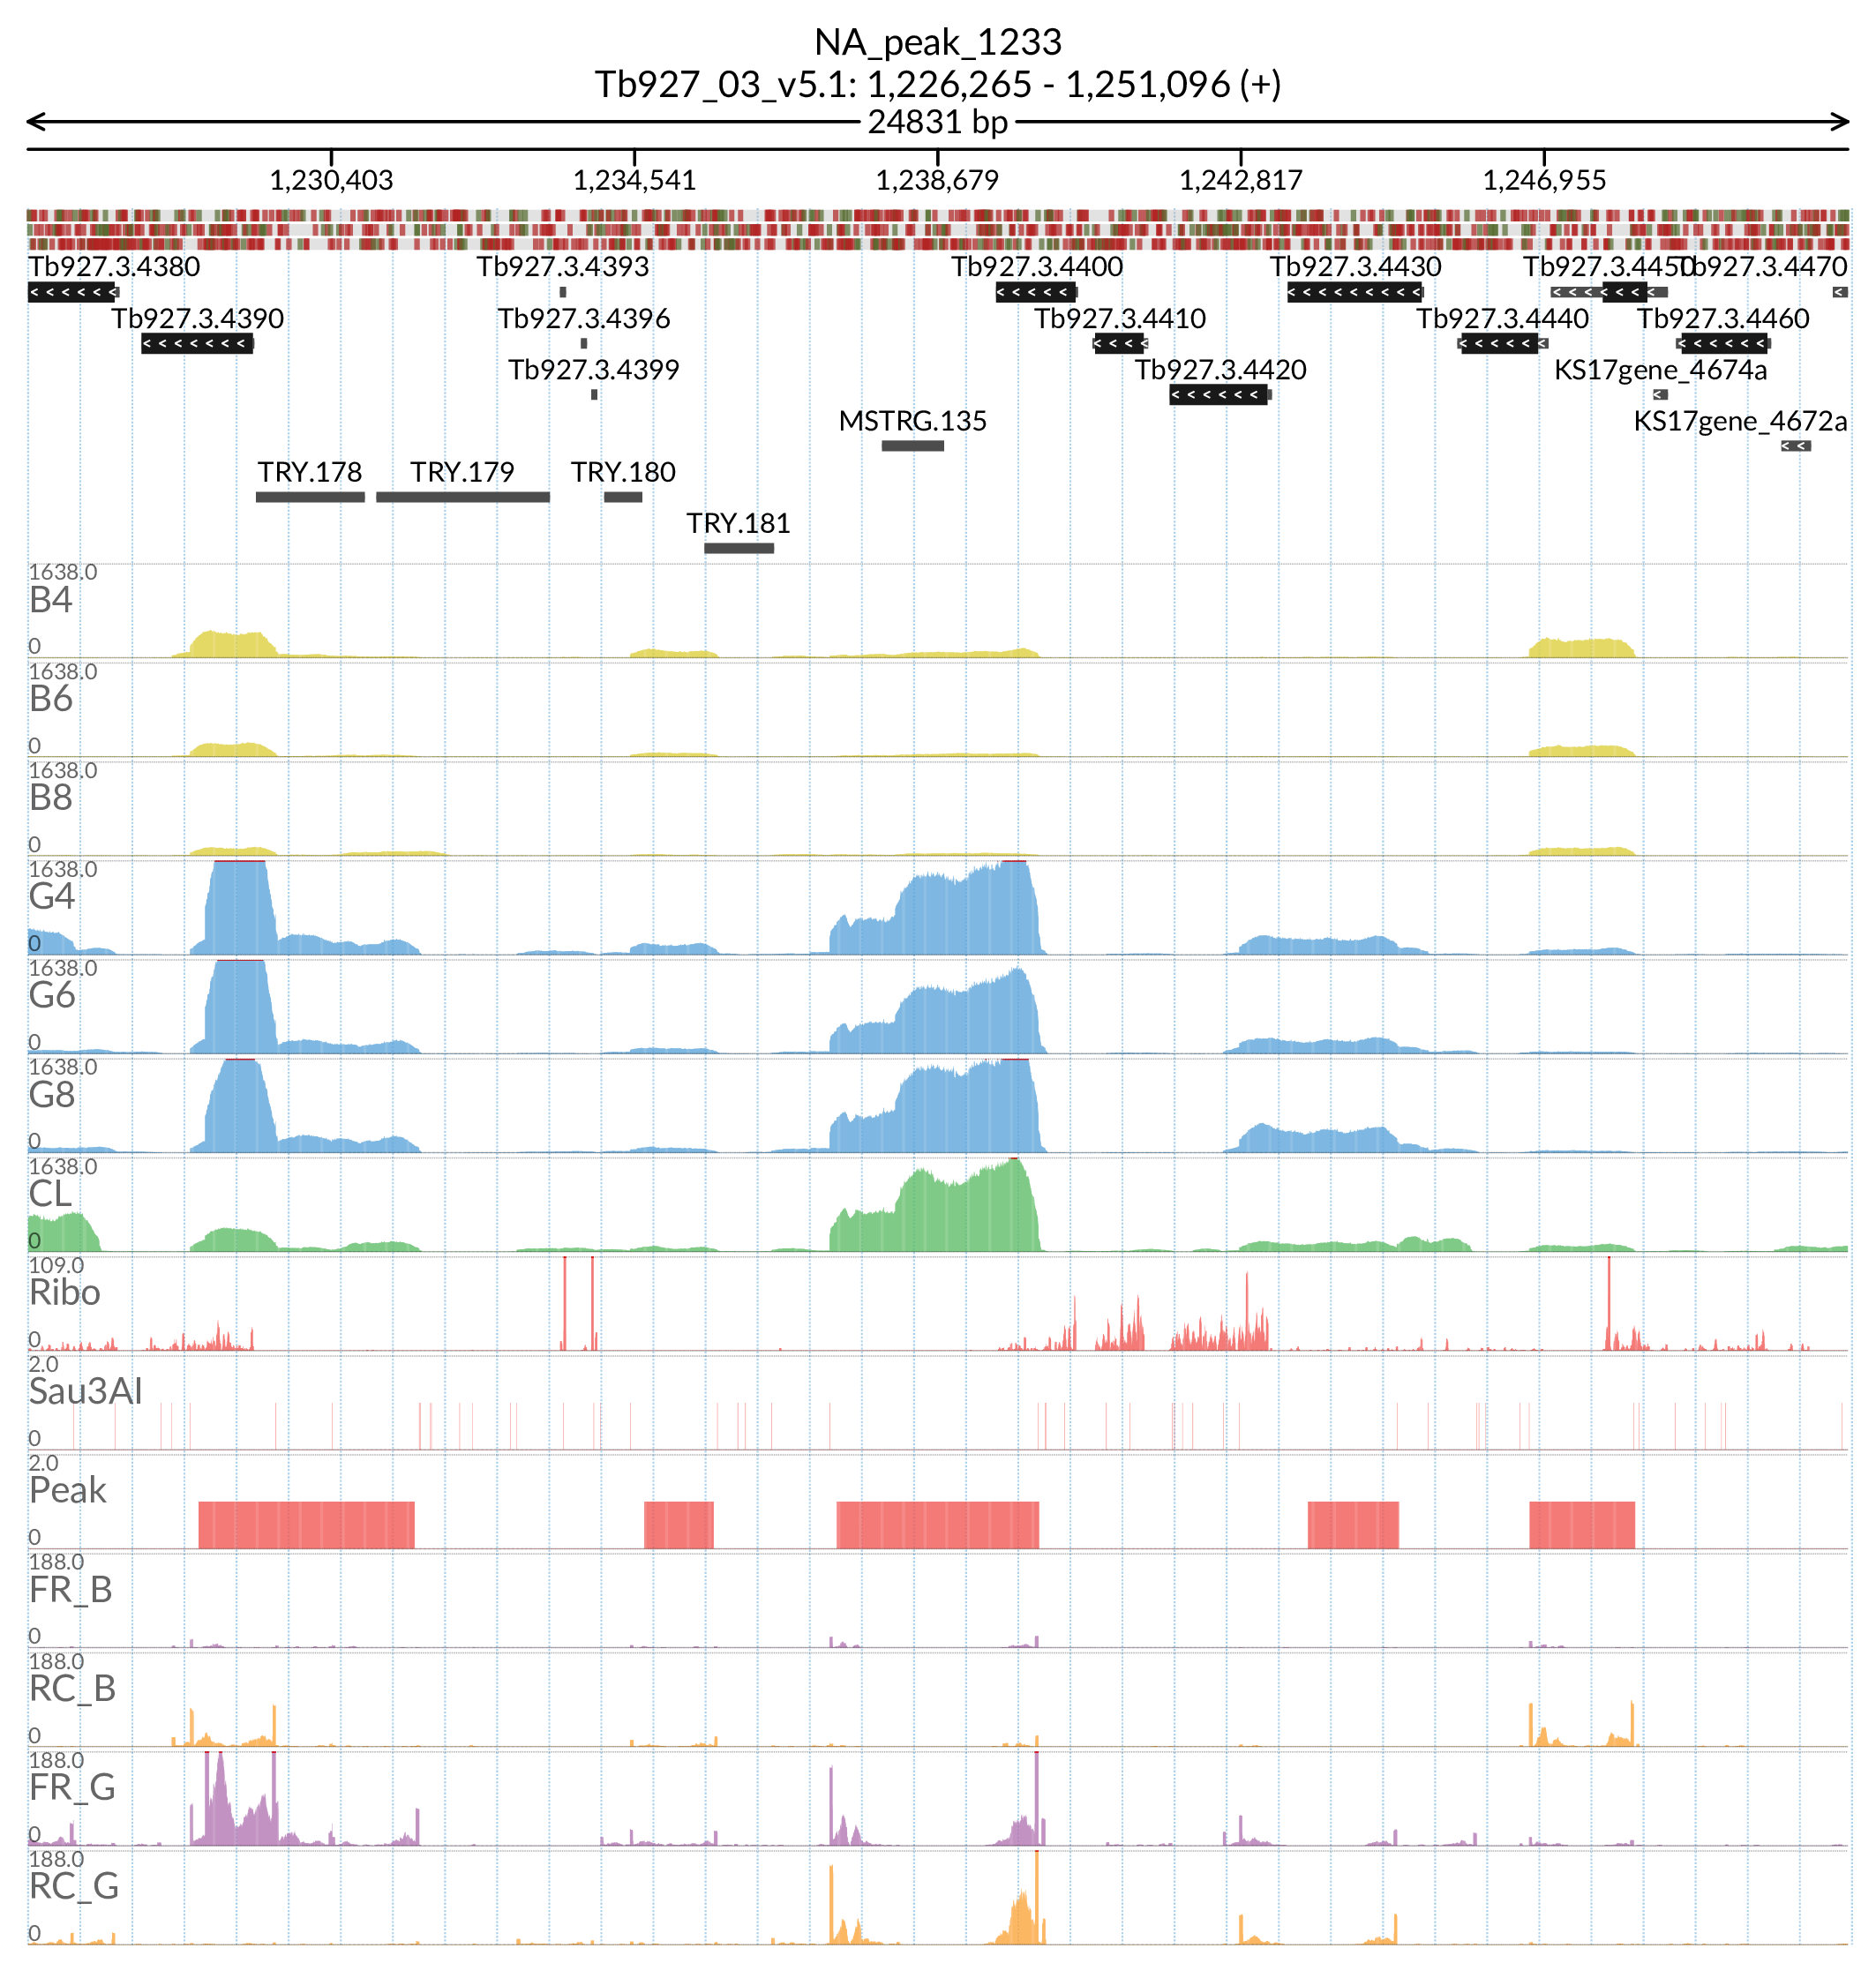 NA_peak_1233
Tb927_03_v5.1: 1,226,265 - 1,251,096 (+)
24831 bp
1,230,403 1,234,541 1,238,679 1,242,817 1,246,955
Tb927.3.4380 Tb927.3.4393 Tb927.3.4400 Tb927.3.4430 Tb927.3.4450 Tb927.3.4470
Tb927.3.4390 Tb927.3.4396 Tb927.3.4410 Tb927.3.4440 Tb927.3.4460
Tb927.3.4399 Tb927.3.4420 KS17gene_4674a
MSTRG.135 KS17gene_4672a
TRY.178 TRY.179 TRY.180
TRY.181
1638.0
B4
0
1638.0
B6
0
1638.0
B8
0
1638.0
G4
0
1638.0
G6
0
1638.0
G8
0
1638.0
CL
0
109.0
Ribo
0
2.0
Sau3AI
0
2.0
Peak
0
188.0
FR_B
0
188.0
RC_B
0
188.0
FR_G
0
188.0
RC_G
0